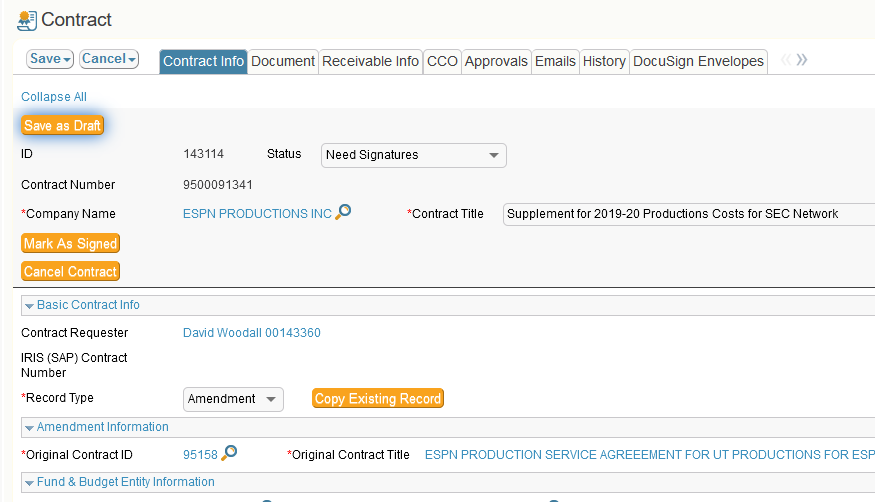 Contract
Save Cancel Contract Info Document Receivable Info CCO Approvals Emails History DocuSign Envelopes
Collapse All
Save as Draft
ID 143114 Status Need Signatures
Contract Number 9500091341
*Company Name ESPN PRODUCTIONS INC *Contract Title Supplement for 2019-20 Productions Costs for SEC Network
Mark As Signed
Cancel Contract
Basic Contract Info
Contract Requester David Woodall 00143360
IRIS (SAP) Contract
Number
*Record Type Amendment Copy Existing Record
Amendment Information
*Original Contract ID 95158 *Original Contract Title ESPN PRODUCTION SERVICE AGREEEMENT FOR UT PRODUCTIONS FOR ESP
Fund & Budget Entity Information